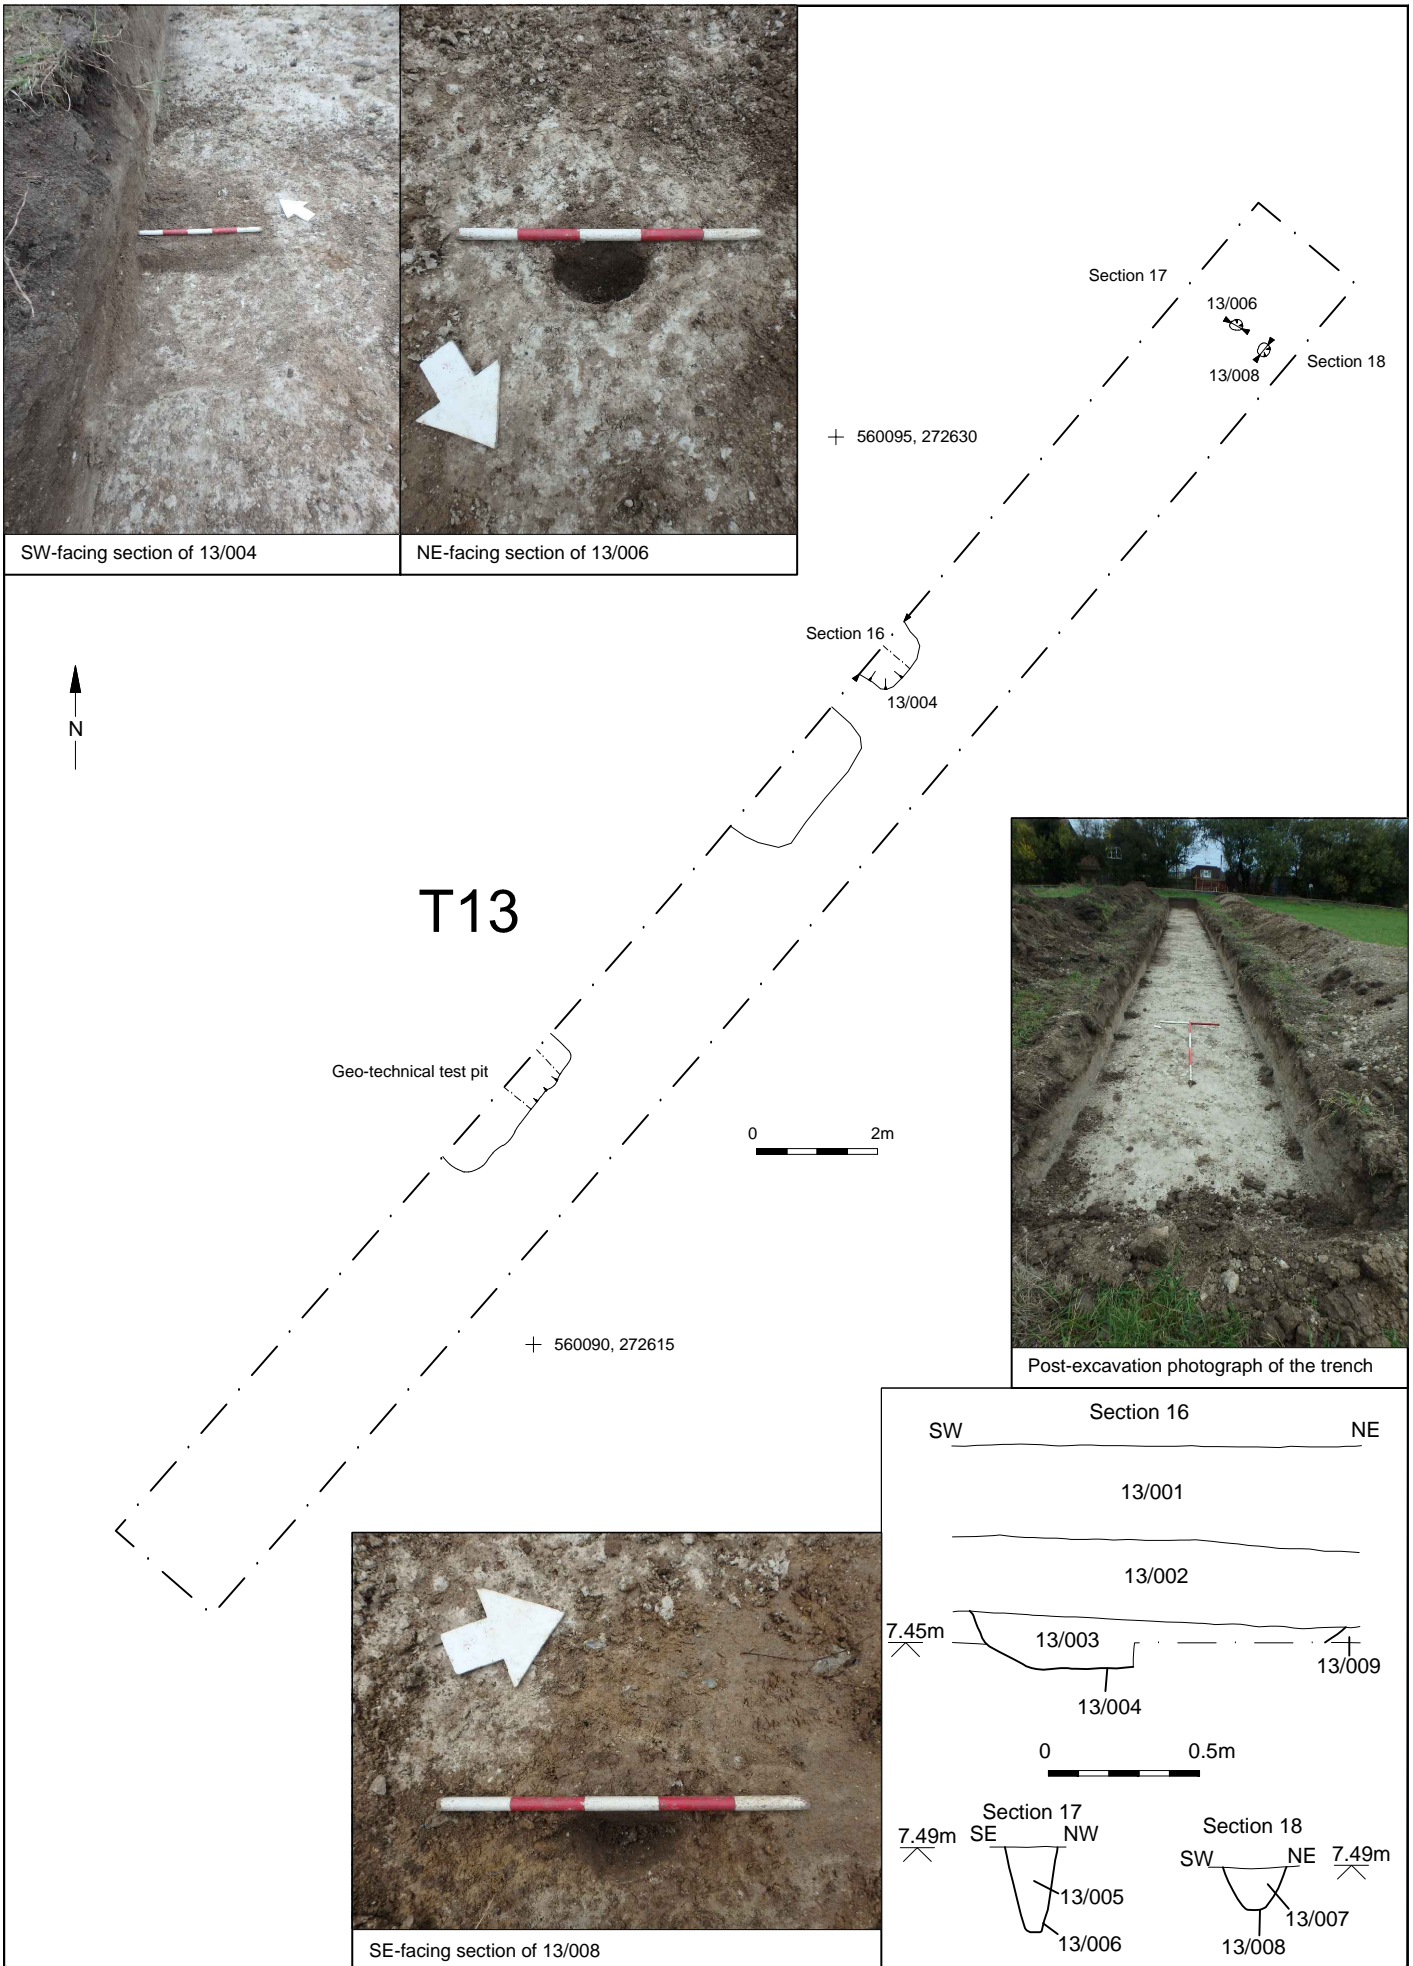 SW-facing section of 13/004
NE-facing section of 13/006
Section 17
13/006
13/008
Section 18
560095, 272630
Section 16
13/004
N
T13
Geo-technical test pit
0 2m
560090, 272615
Post-excavation photograph of the trench
Section 16
SW NE
13/001
13/002
7.45m
13/003
13/009
13/004
0 0.5m
Section 17
SE NW
7.49m
13/005
13/006
Section 18
SW NE
7.49m
13/007
13/008
SE-facing section of 13/008